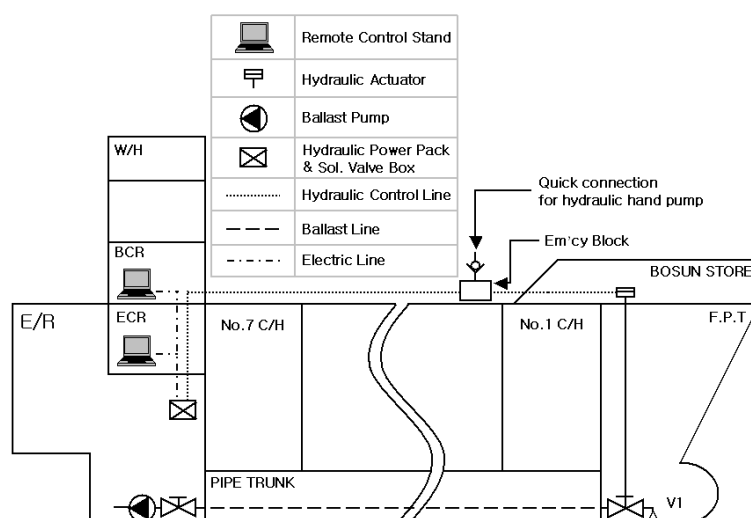 Remote Control Stand
Hydraulic Actuator
Ballast Pump
Hydraulic Power Pack
& Sol. Valve Box
Hydraulic Control Line
Ballast Line
Electric Line
W/H
Quick connection
for hydraulic hand pump
Em'cy Block
BCR
BOSUN STORE
E/R
ECR
No.7 C/H
No.1 C/H
F.P.T
PIPE TRUNK
V1